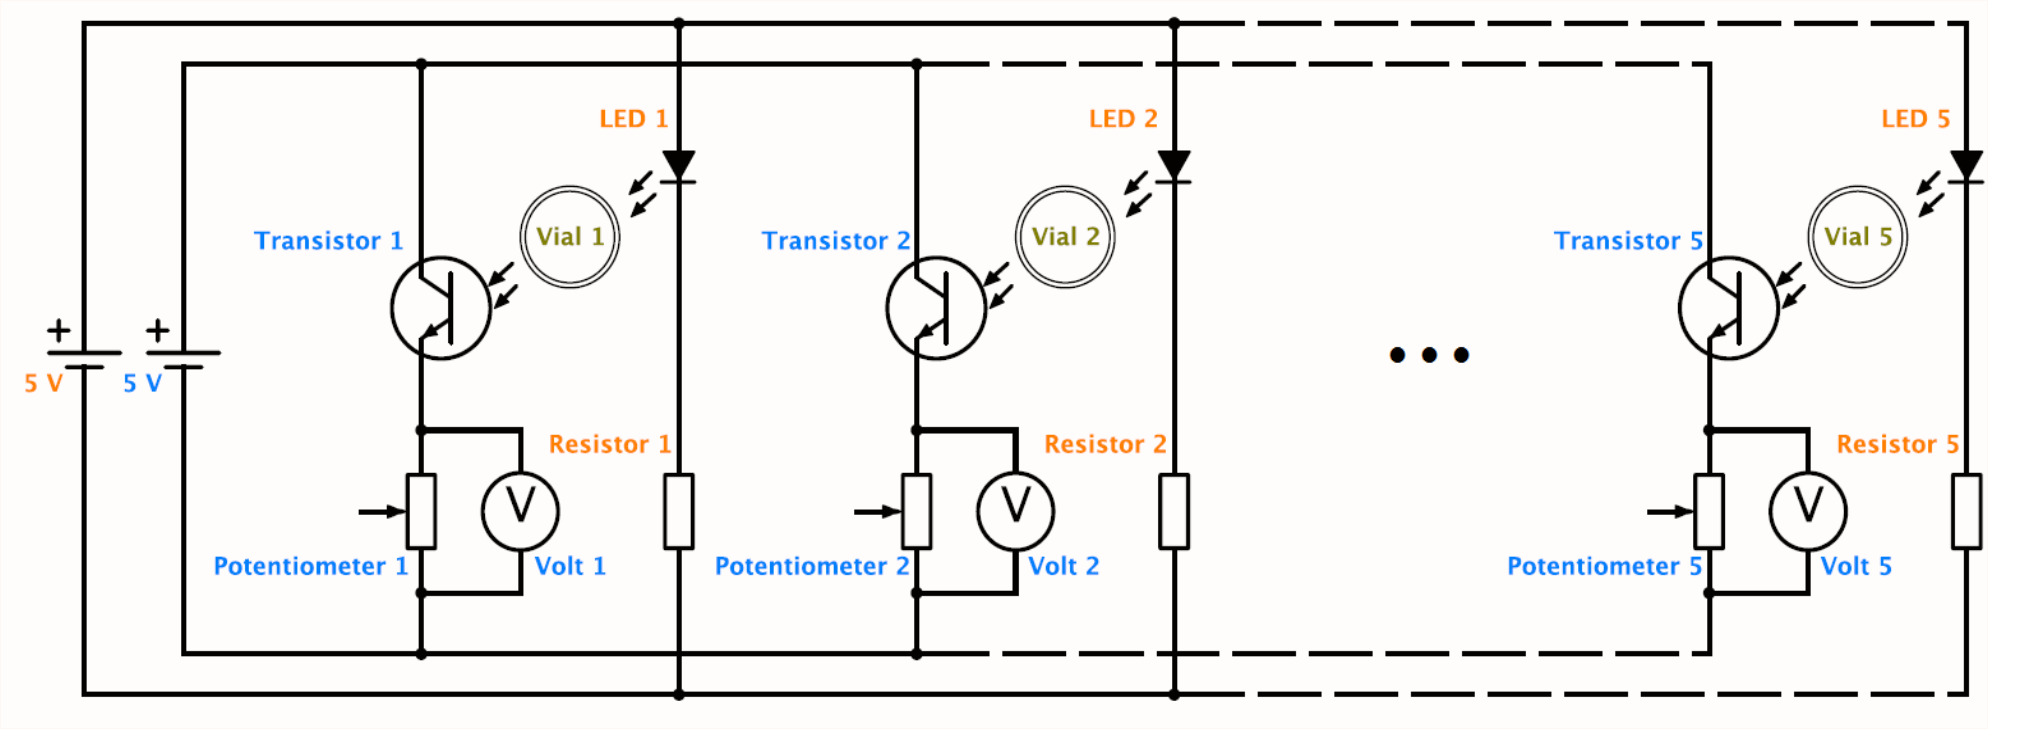 LED 1
LED 2
LED 5
Transistor 1
Vial 1
Transistor 2
Vial 2
Transistor 5
Vial 5
+
+
5 V
5 V
Resistor 1
Resistor 2
Resistor 5
V
V
V
Potentiometer 1
Volt 1
Potentiometer 2
Volt 2
Potentiometer 5
Volt 5